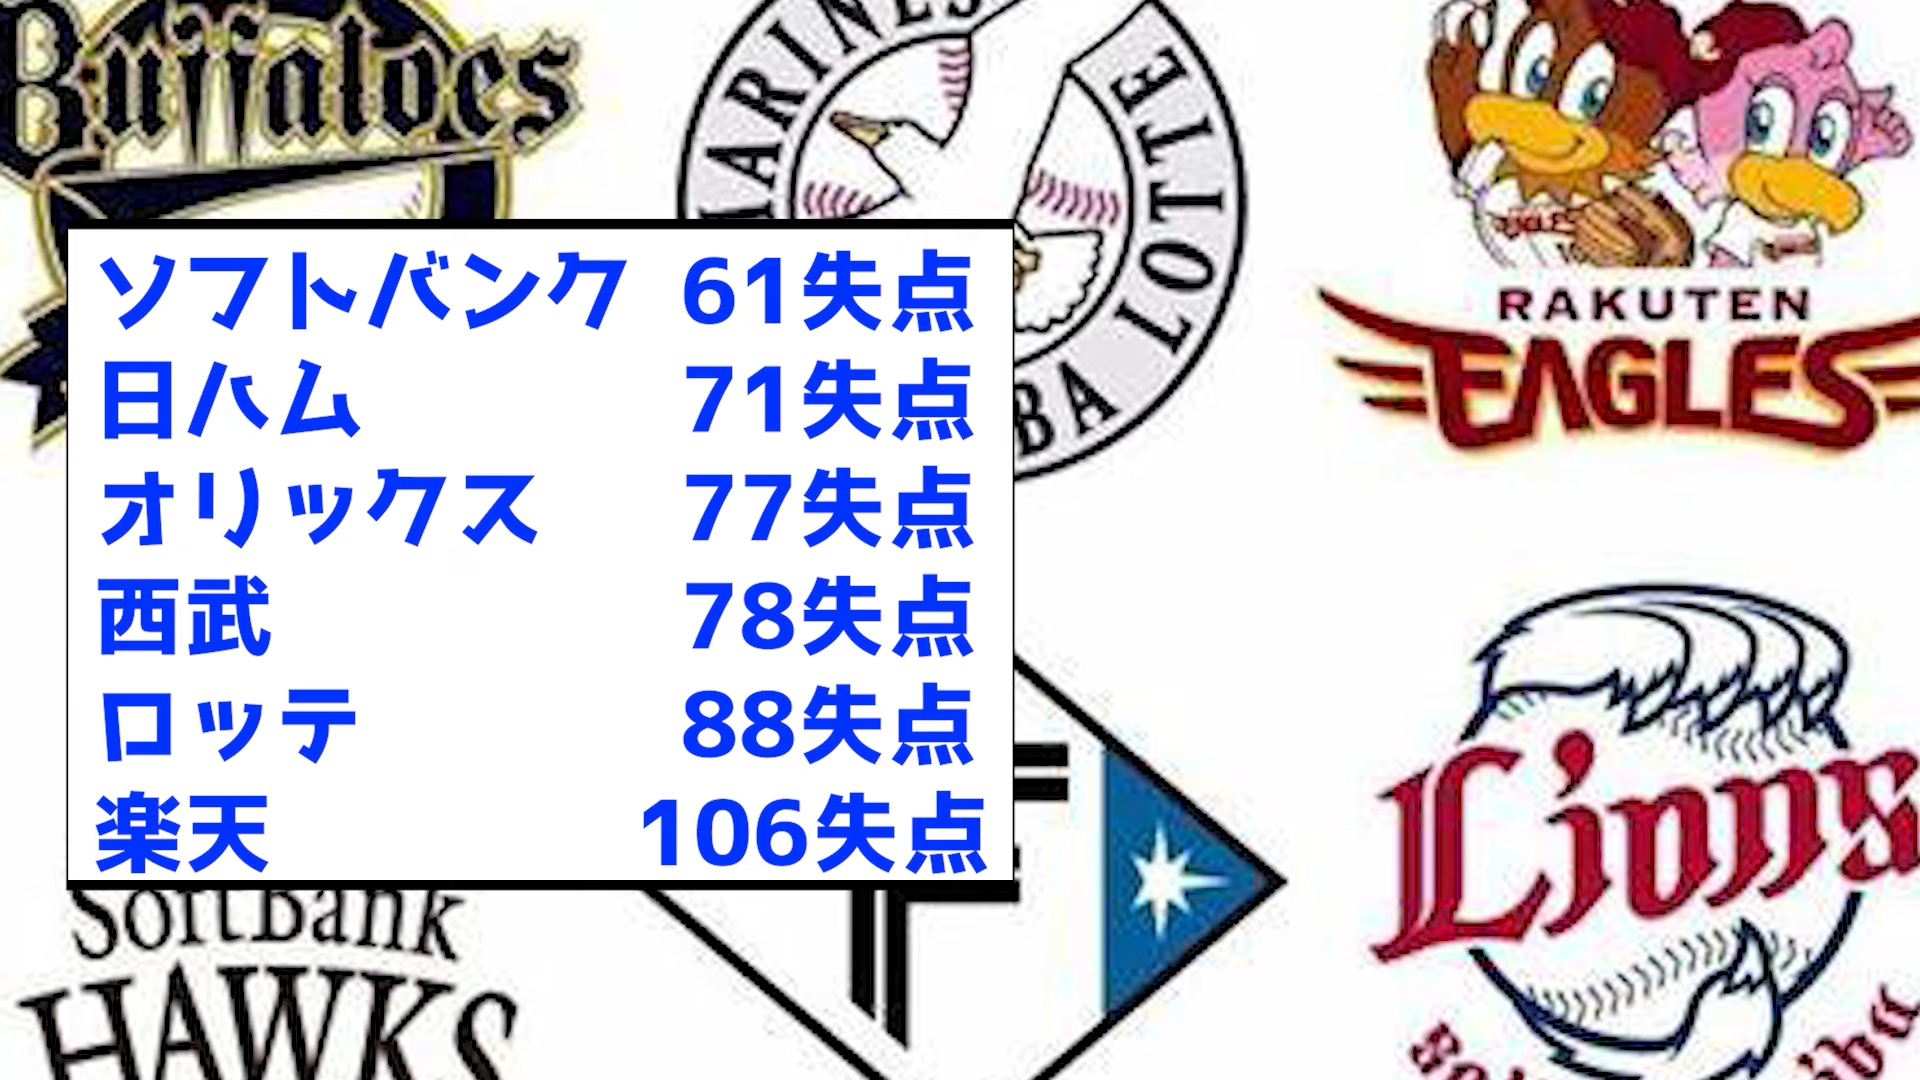 Buffaloes
MARINES
LOTTE
BA
RAKUTEN
EAGLES
ソフトバンク 61失点
日ハム 71失点
オリックス 77失点
西武 78失点
ロッテ 88失点
楽天 106失点
Lions
SoftBank
HAWKS